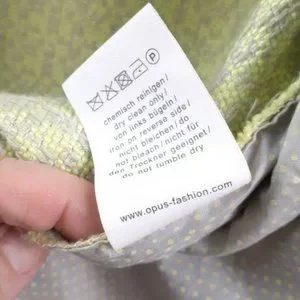 P
chemisch reinigen/
dry clean only/
von links bügeln/
iron on reverse side/
nicht bleichen/do
not bleach/nicht für
den Trockner geeignet/
do not tumble dry
www.opus-fashion.com